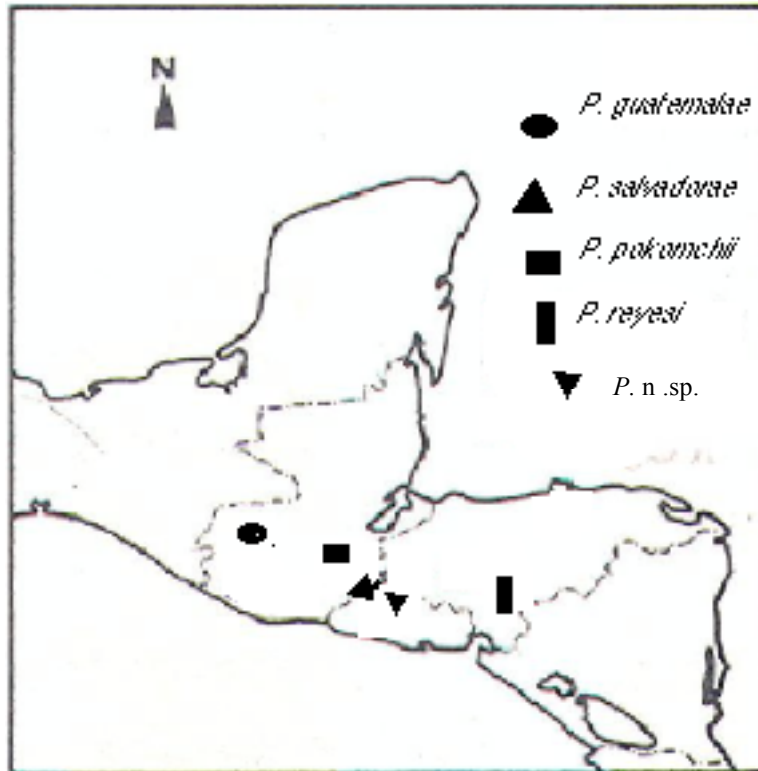 N
P. guatemalae
P. salvadorae
P. pokomchii
P. reyesi
P. n .sp.